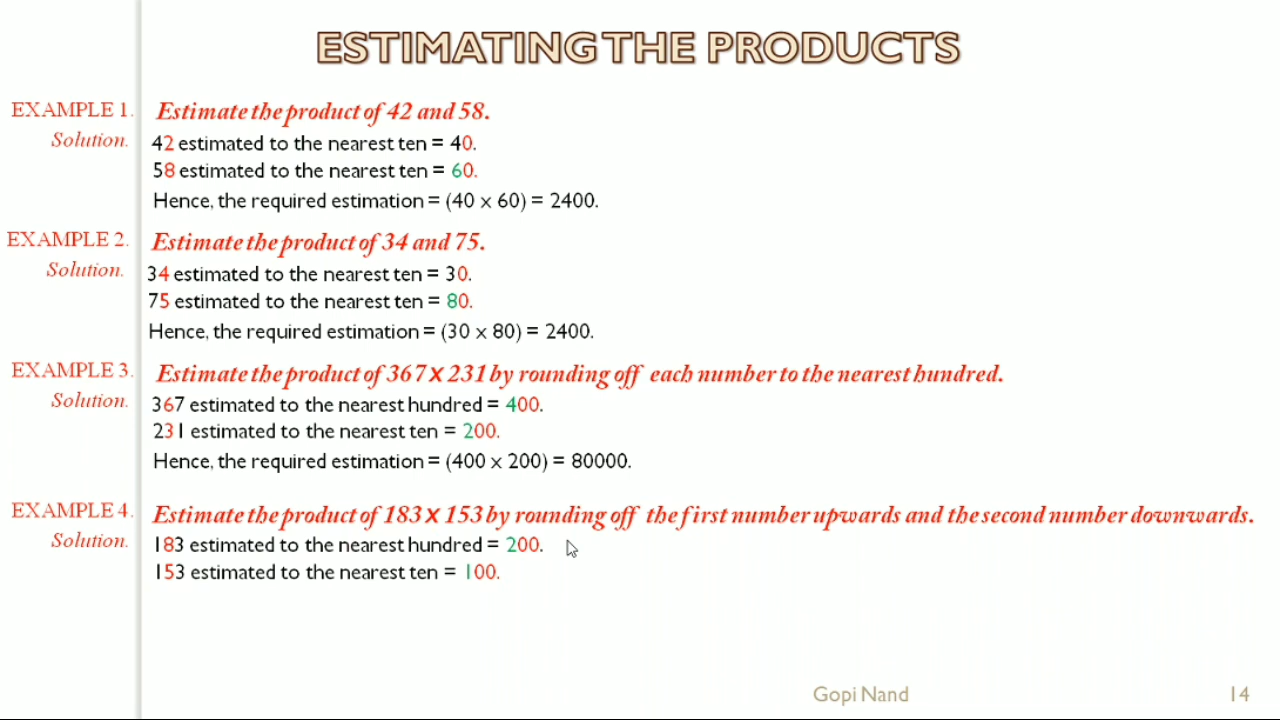 ESTIMATING THE PRODUCTS
EXAMPLE 1. Estimate the product of 42 and 58.
Solution. 42 estimated to the nearest ten = 40.
58 estimated to the nearest ten = 60.
Hence, the required estimation = (40 x 60) = 2400.
EXAMPLE 2. Estimate the product of 34 and 75.
Solution. 34 estimated to the nearest ten = 30.
75 estimated to the nearest ten = 80.
Hence, the required estimation = (30 x 80) = 2400.
EXAMPLE 3. Estimate the product of 367 x 231 by rounding off each number to the nearest hundred.
Solution. 367 estimated to the nearest hundred = 400.
231 estimated to the nearest ten = 200.
Hence, the required estimation = (400 x 200) = 80000.
EXAMPLE 4. Estimate the product of 183 x 153 by rounding off the first number upwards and the second number downwards.
Solution. 183 estimated to the nearest hundred = 200.
153 estimated to the nearest ten = 100.
Gopi Nand 14